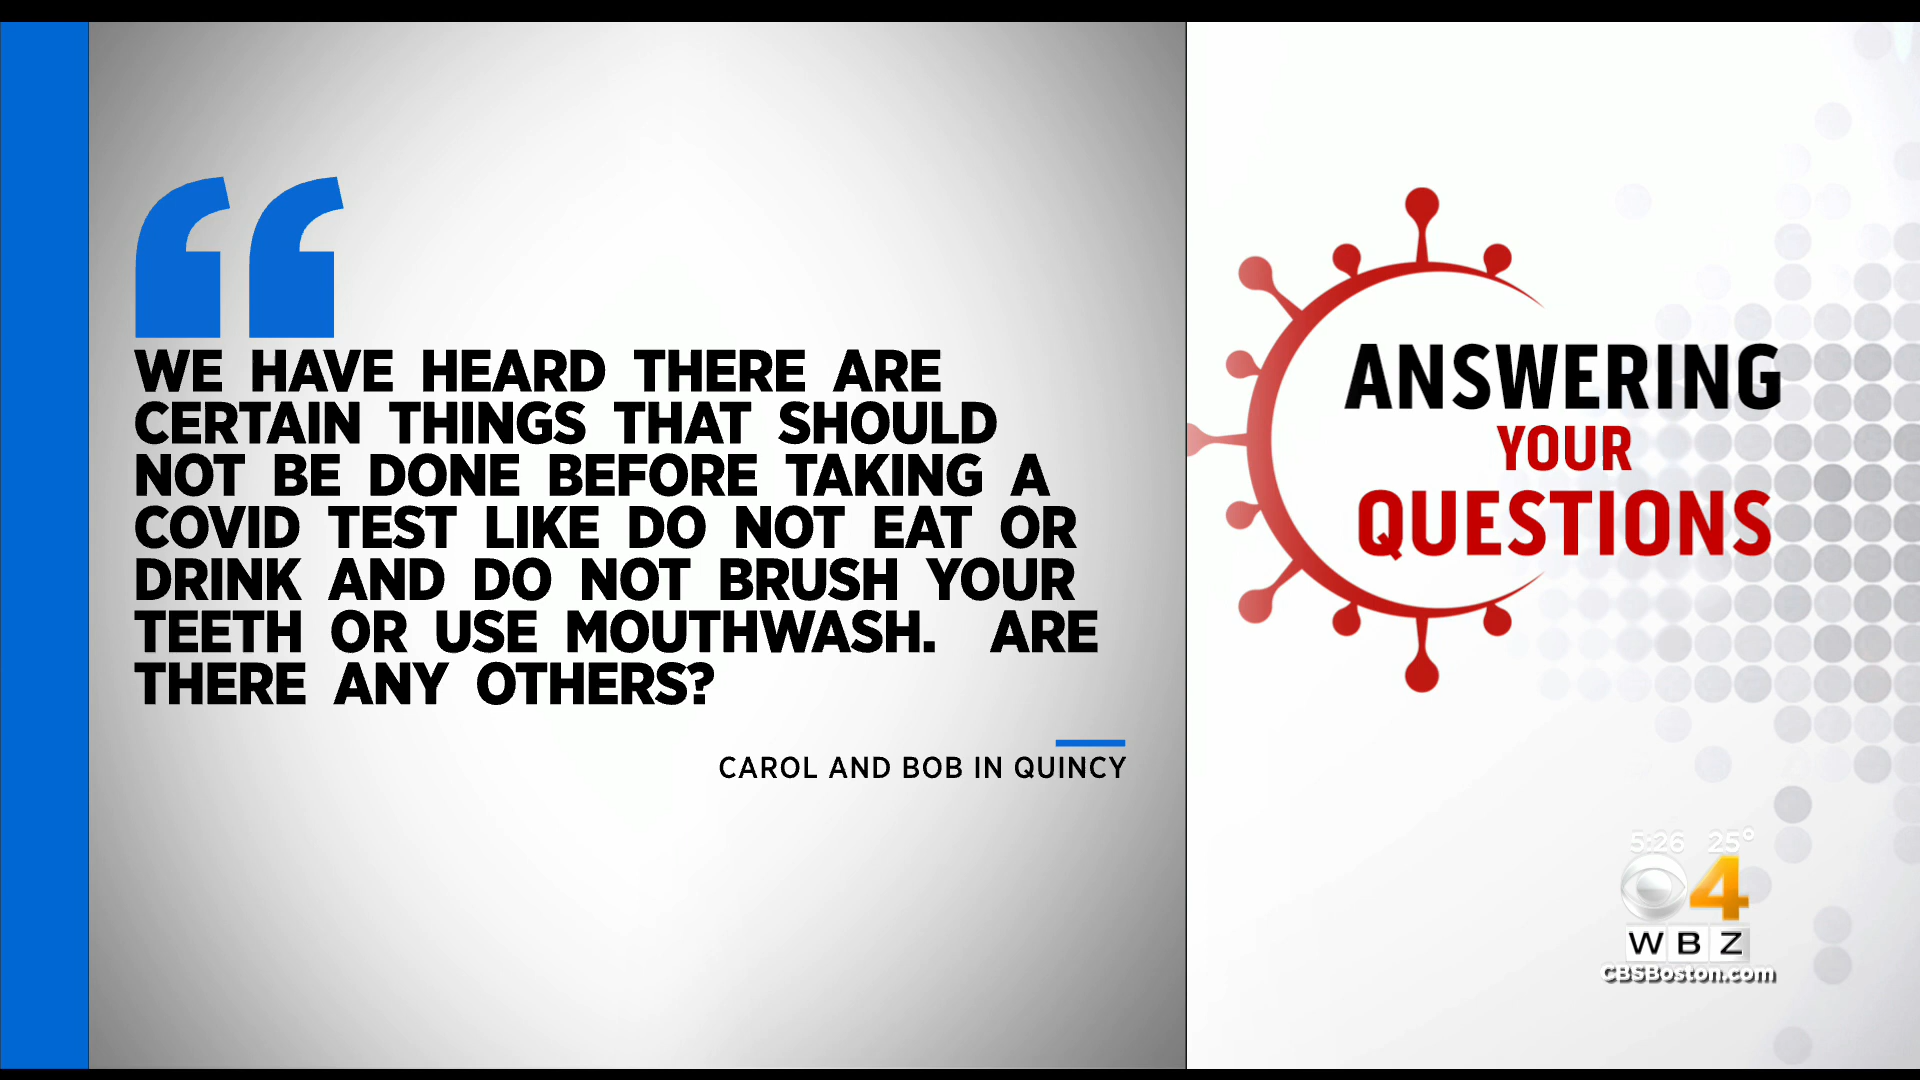 WE HAVE HEARD THERE ARE
CERTAIN THINGS THAT SHOULD
NOT BE DONE BEFORE TAKING A
COVID TEST LIKE DO NOT EAT OR
DRINK AND DO NOT BRUSH YOUR
TEETH OR USE MOUTHWASH. ARE
THERE ANY OTHERS?
CAROL AND BOB IN QUINCY
ANSWERING
YOUR
QUESTIONS
5:26 25°
4
WBZ
CBSBoston.com